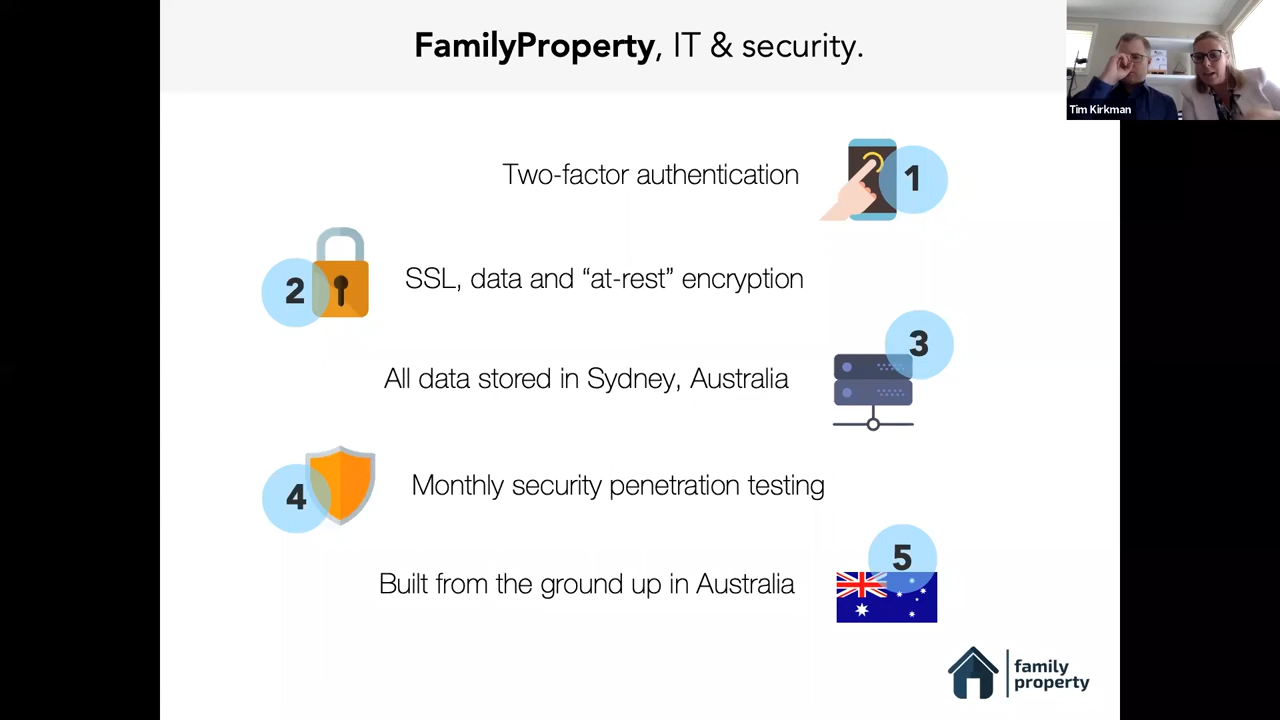 FamilyProperty, IT & security.
Tim Kirkman
Two-factor authentication
1
2
SSL, data and “at-rest” encryption
3
All data stored in Sydney, Australia
4
Monthly security penetration testing
5
Built from the ground up in Australia
family
property